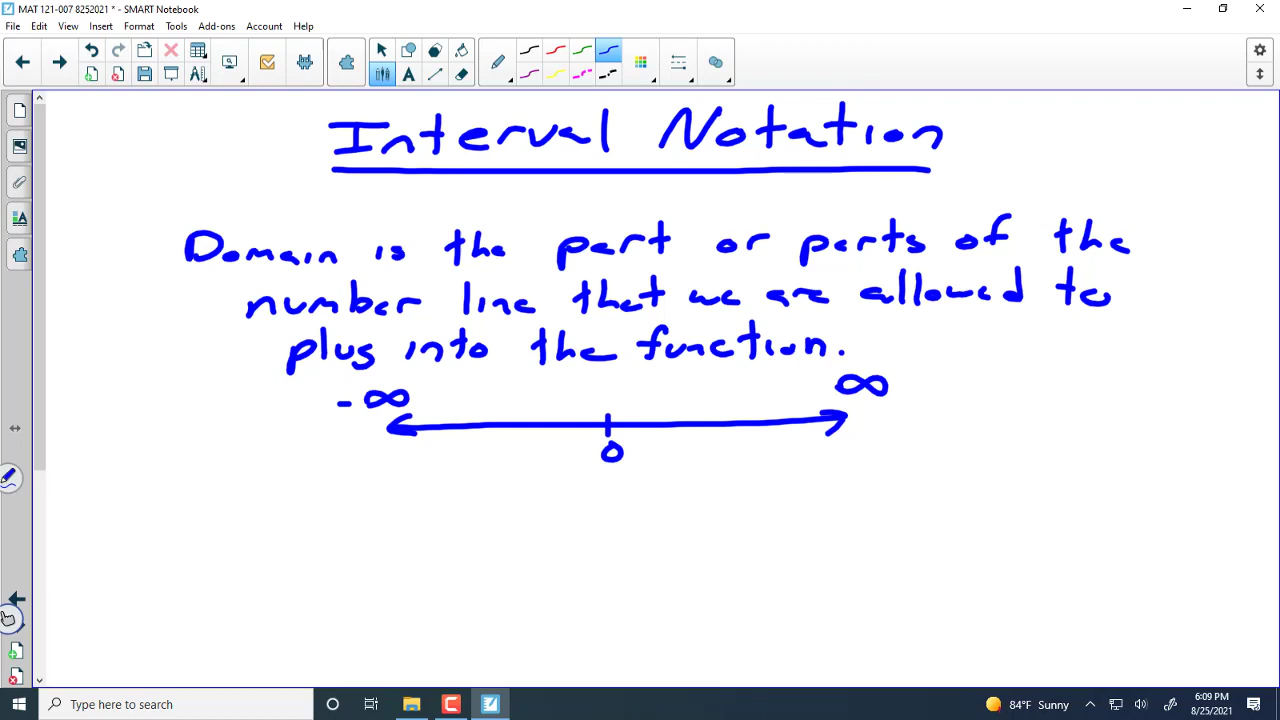 MAT 121-007 8252021 * - SMART Notebook
File Edit View Insert Format Tools Add-ons Account Help
Interval Notation
Domain is the part or parts of the
number line that we are allowed to
plug into the function.
-∞ ∞
0
Type here to search
84°F Sunny
6:09 PM
8/25/2021